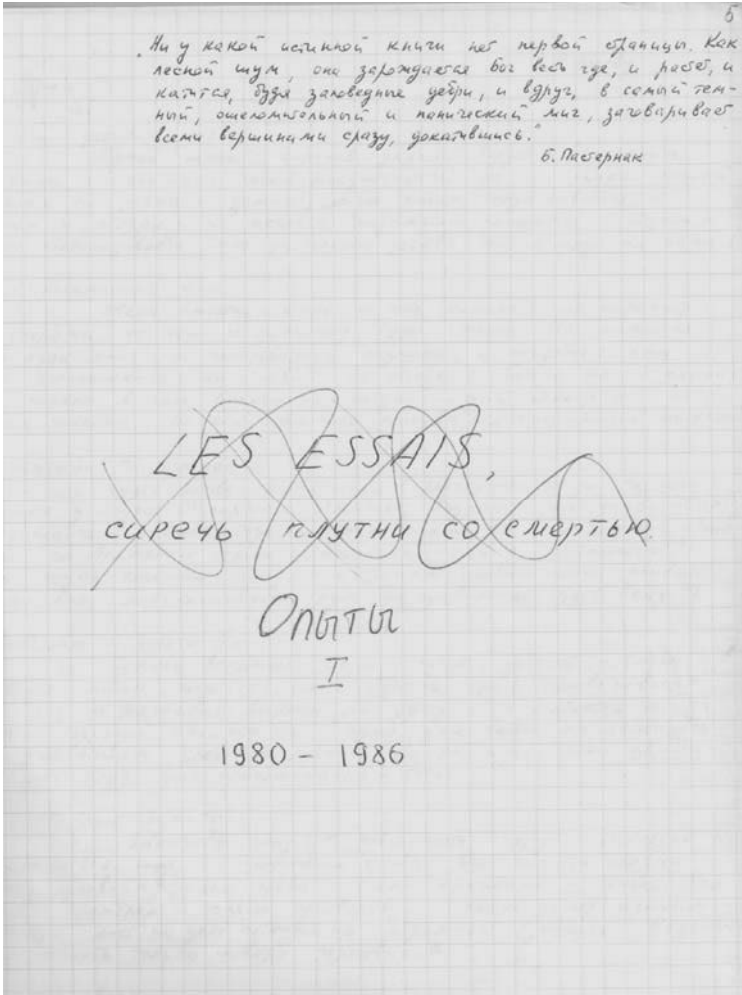 5
„Ни у какой истинной книги нет первой страницы. Как
лесной шум, она зарождается бог весть где, и растет, и
катится, будя заповедные дебри, и вдруг, в самый тем-
ный, ошеломительный и панический миг, заговаривает
всеми вершинами сразу, докатившись."
Б. Пастернак
LES ESSAIS,
сиречь плутни со смертью
Опыты
I
1980 – 1986